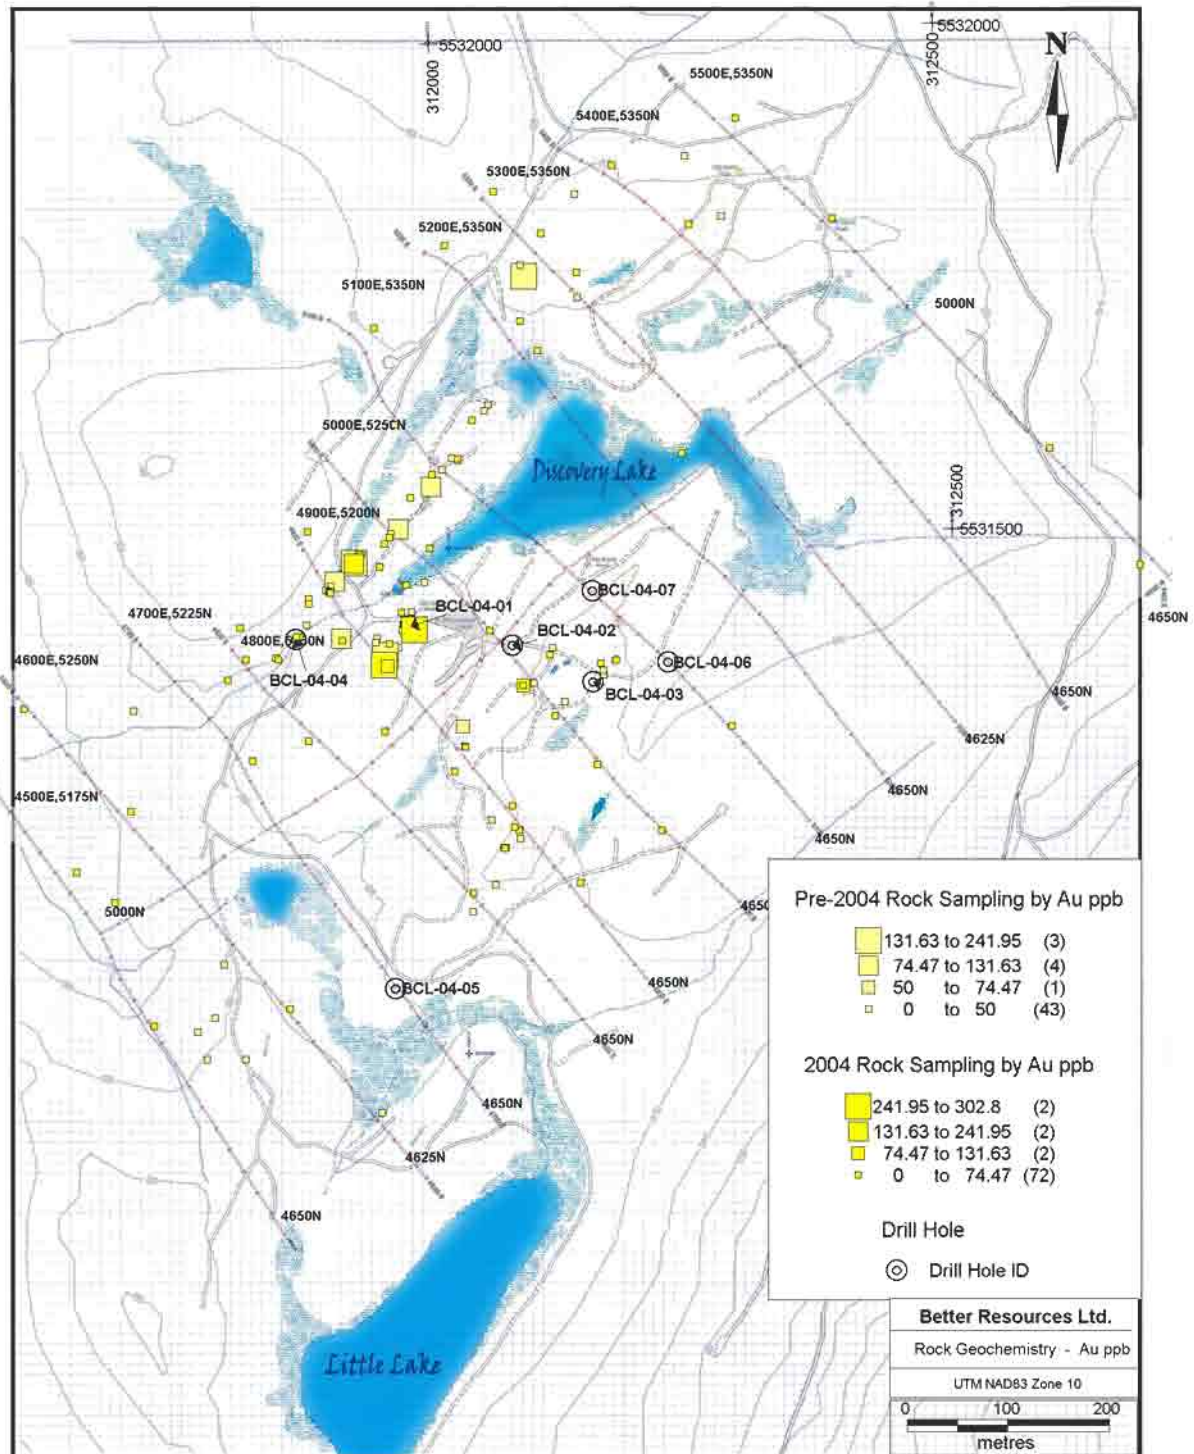 5532000
5532000
312000
312500
N
5500E,5350N
5400E,5350N
5300E,5350N
5200E,5350N
5100E,5350N
5000N
5000E,525CN
Discovery Lake
4900E,5200N
312500
5531500
BCL-04-07
4700E,5225N
BCL-04-01
4650N
BCL-04-02
4600E,5250N
BCL-04-06
BCL-04-04
BCL-04-03
4650N
4625N
4500E,5175N
4650N
4650N
Pre-2004 Rock Sampling by Au ppb
131.63 to 241.95 (3)
74.47 to 131.63 (4)
50 to 74.47 (1)
0 to 50 (43)
5000N
4650N
BCL-04-05
4650N
2004 Rock Sampling by Au ppb
241.95 to 302.8 (2)
131.63 to 241.95 (2)
74.47 to 131.63 (2)
0 to 74.47 (72)
4650N
4625N
4650N
Drill Hole
Drill Hole ID
Better Resources Ltd.
Rock Geochemistry - Au ppb
UTM NAD83 Zone 10
0 100 200
metres
Little Lake